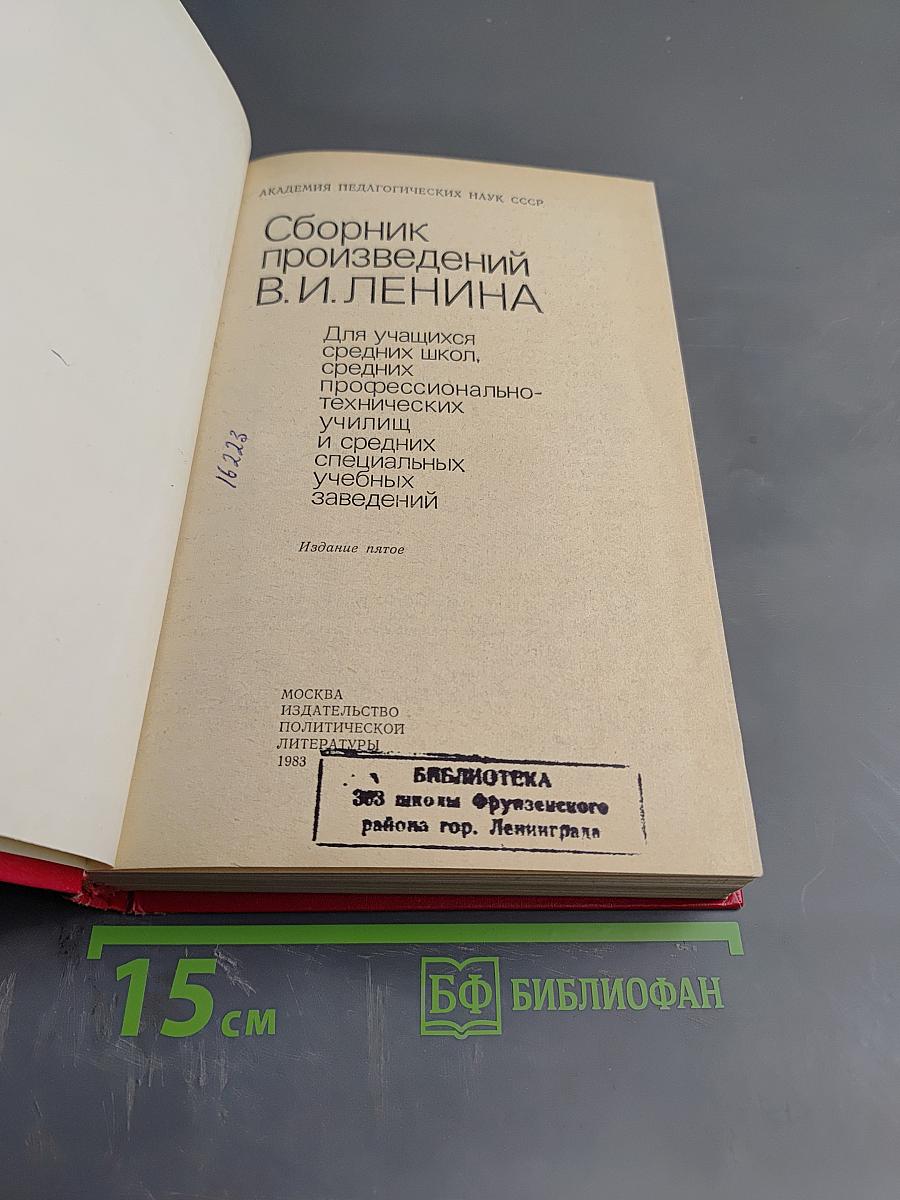 АКАДЕМИЯ ПЕДАГОГИЧЕСКИХ НАУК СССР
Сборник
произведений
В. И. ЛЕНИНА
Для учащихся
средних школ,
средних
профессионально-
технических
училищ
и средних
специальных
учебных
заведений
16223
Издание пятое
МОСКВА
ИЗДАТЕЛЬСТВО
ПОЛИТИЧЕСКОЙ
ЛИТЕРАТУРЫ
1983
БИБЛИОТЕКА
363 школы Фрунзенского
района гор. Ленинграда
15 см
БФ БИБЛИОФАН